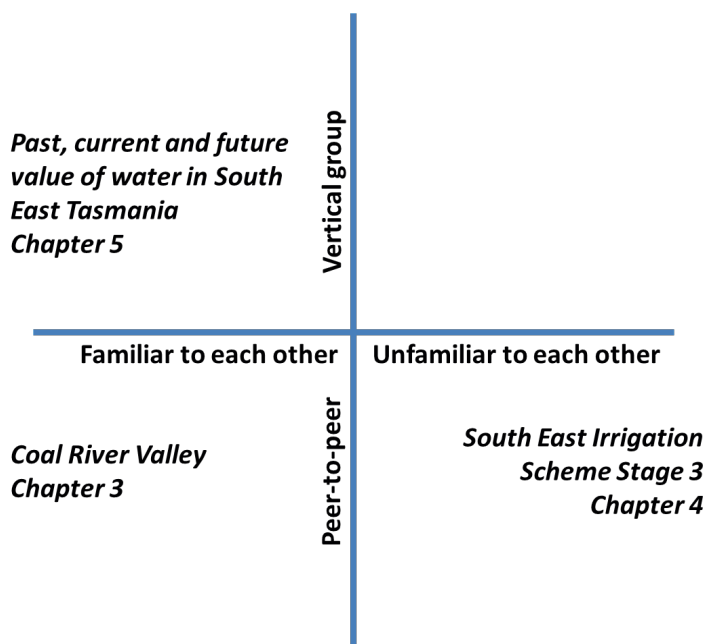 Past, current and future
value of water in South
East Tasmania
Chapter 5
Vertical group
Familiar to each other
Unfamiliar to each other
Coal River Valley
Chapter 3
Peer-to-peer
South East Irrigation
Scheme Stage 3
Chapter 4